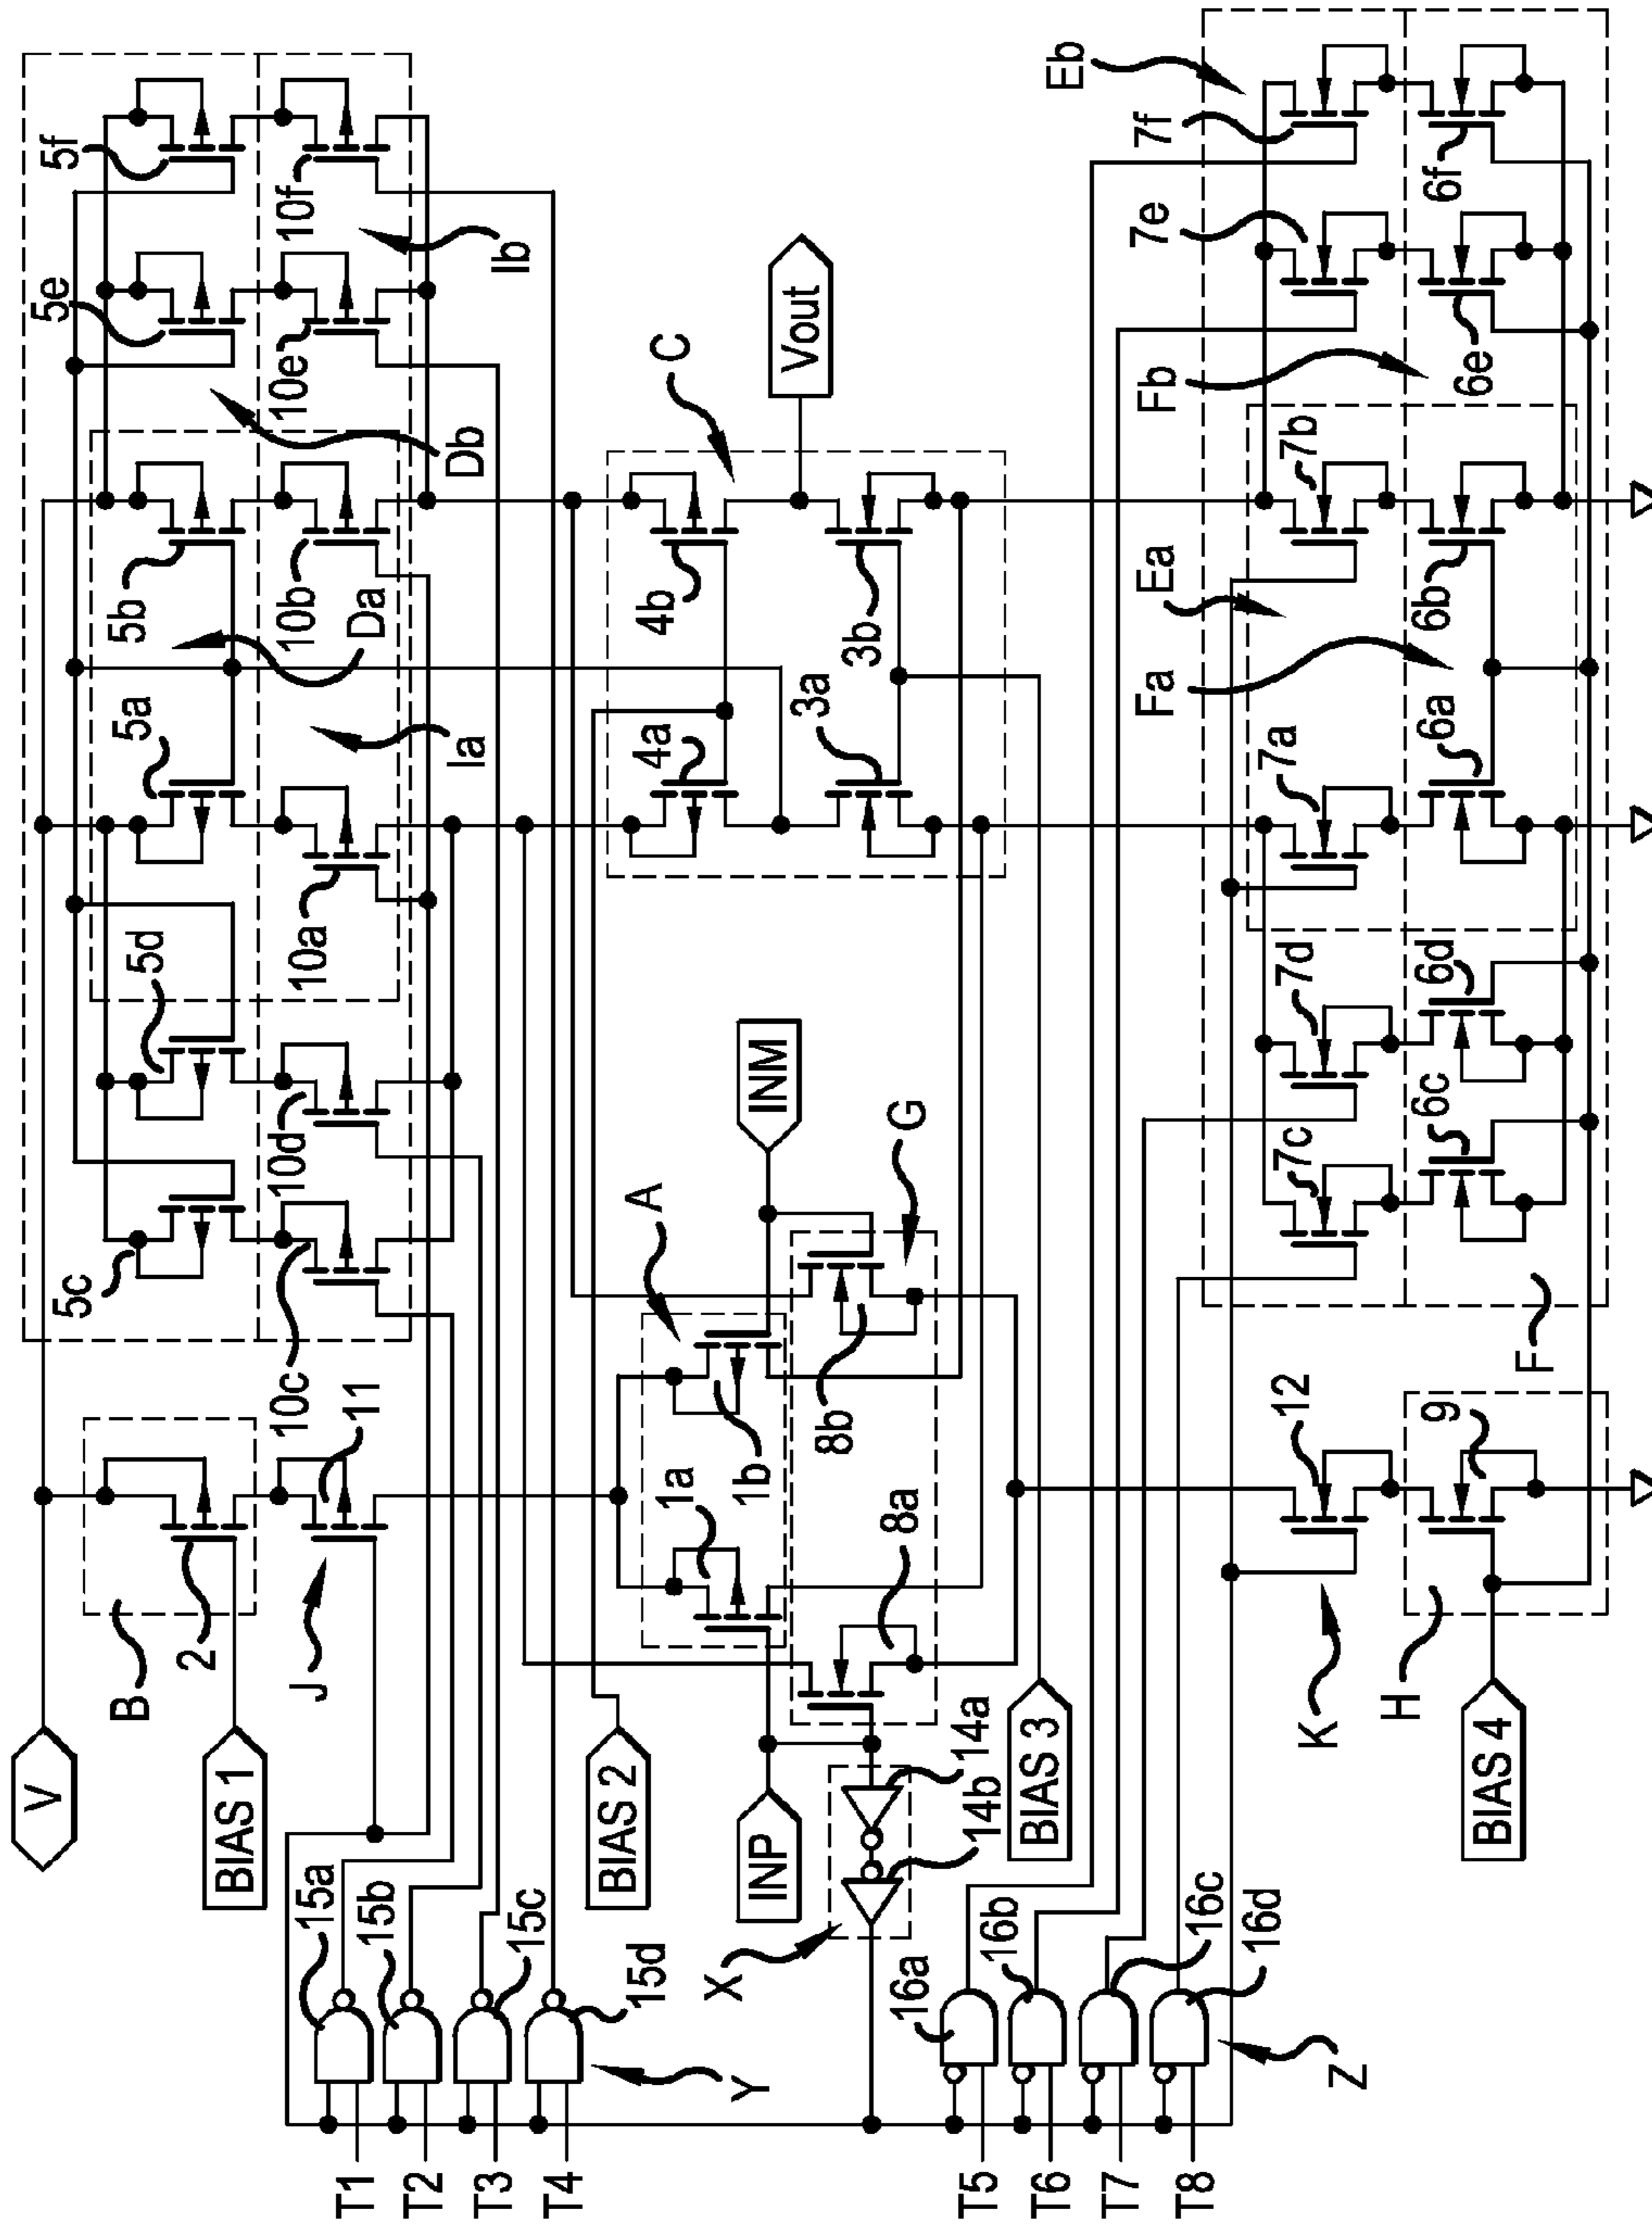 V
B
2
BIAS 1
J
11
5c
5d
5a
5b
5e
5f
10c
10d
10a
10b
10e
10f
Ia
Da
Db
Ib
15a
15b
15c
15d
T1
T2
T3
T4
Y
BIAS 2
INP
INM
A
1a
1b
G
8a
8b
4a
4b
3a
3b
C
Vout
X
14a
14b
BIAS 3
16a
16b
16c
16d
T5
T6
T7
T8
Z
K
12
H
9
BIAS 4
F
7c
7d
7a
7b
7e
7f
6c
6d
6a
6b
6e
6f
Fa
Ea
Fb
Eb